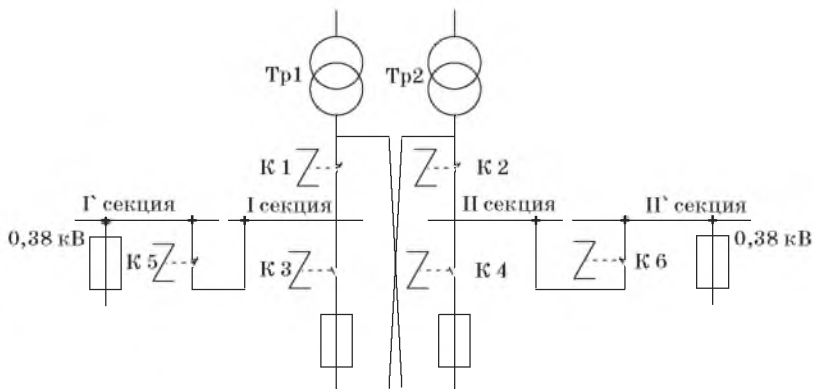 Тр1
Тр2
К 1
К 2
I` секция
I секция
II секция
II` секция
0,38 кВ
0,38 кВ
К 5
К 3
К 4
К 6